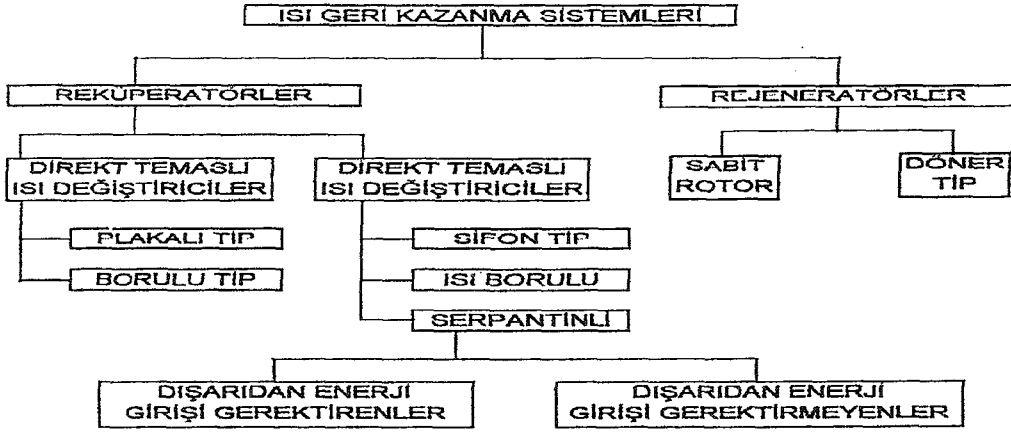 ISI GERİ KAZANMA SİSTEMLERİ
REKÜPERATÖRLER
REJENERATÖRLER
DİREKT TEMASLI
ISI DEĞİŞTİRİCİLER
DİREKT TEMASLI
ISI DEĞİŞTİRİCİLER
SABİT
ROTOR
DÖNER
TİP
PLAKALI TİP
BORULU TİP
SİFON TİP
ISI BORULU
SERPANTİNLİ
DIŞARIDAN ENERJİ
GİRİŞİ GEREKTİRENLER
DIŞARIDAN ENERJİ
GİRİŞİ GEREKTİRMEYENLER